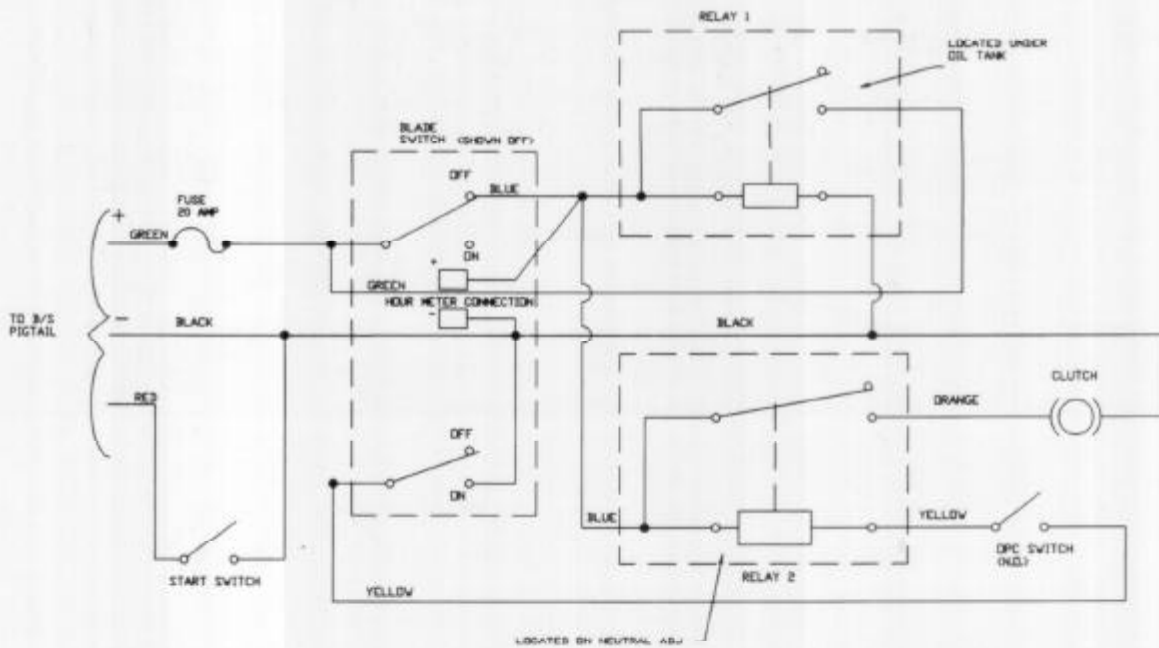 RELAY 1
LOCATED UNDER
OIL TANK
BLADE
SWITCH (SHOWN OFF)
OFF
BLUE
FUSE
20 AMP
+
GREEN
ON
+
GREEN
HOUR METER CONNECTION
-
TO B/S
PIGTAIL
-
BLACK
BLACK
RED
CLUTCH
ORANGE
OFF
ON
BLUE
YELLOW
OPC SWITCH
(N.O.)
START SWITCH
RELAY 2
YELLOW
LOCATED ON NEUTRAL ADJ